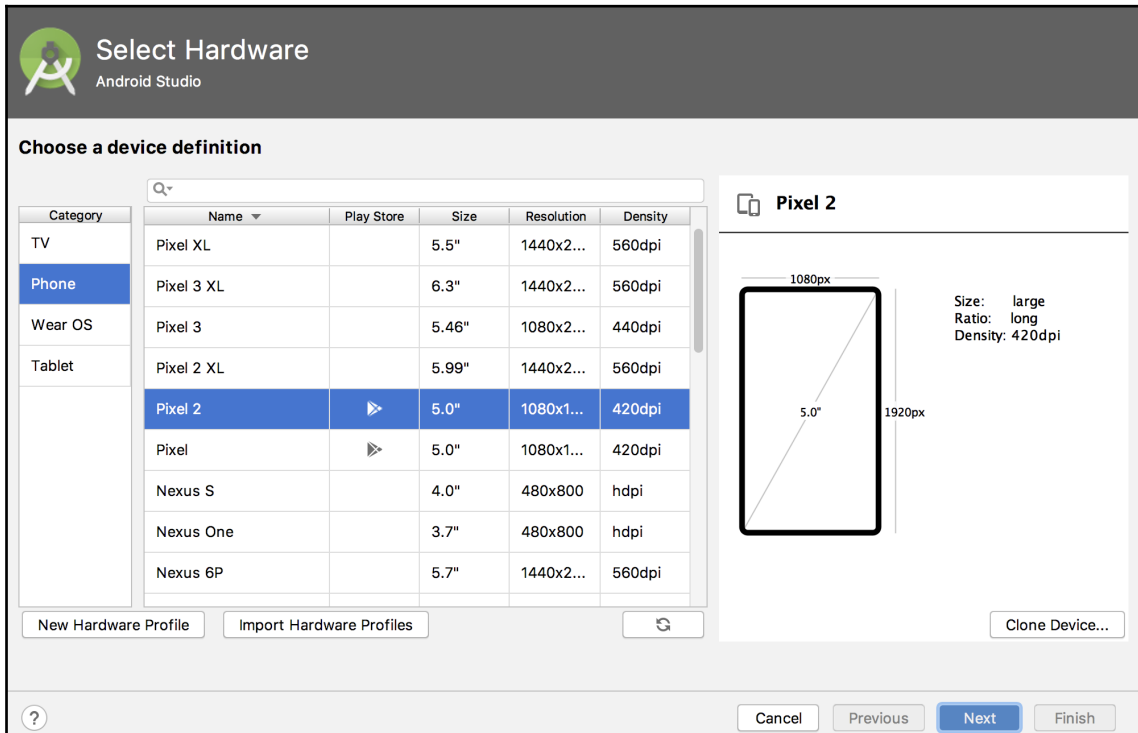 Select Hardware
Android Studio
Choose a device definition
Category
TV
Phone
Wear OS
Tablet
Name Play Store Size Resolution Density
Pixel XL 5.5" 1440x2... 560dpi
Pixel 3 XL 6.3" 1440x2... 560dpi
Pixel 3 5.46" 1080x2... 440dpi
Pixel 2 XL 5.99" 1440x2... 560dpi
Pixel 2 5.0" 1080x1... 420dpi
Pixel 5.0" 1080x1... 420dpi
Nexus S 4.0" 480x800 hdpi
Nexus One 3.7" 480x800 hdpi
Nexus 6P 5.7" 1440x2... 560dpi
New Hardware Profile Import Hardware Profiles
Pixel 2
1080px
5.0"
1920px
Size: large
Ratio: long
Density: 420dpi
Clone Device...
? Cancel Previous Next Finish